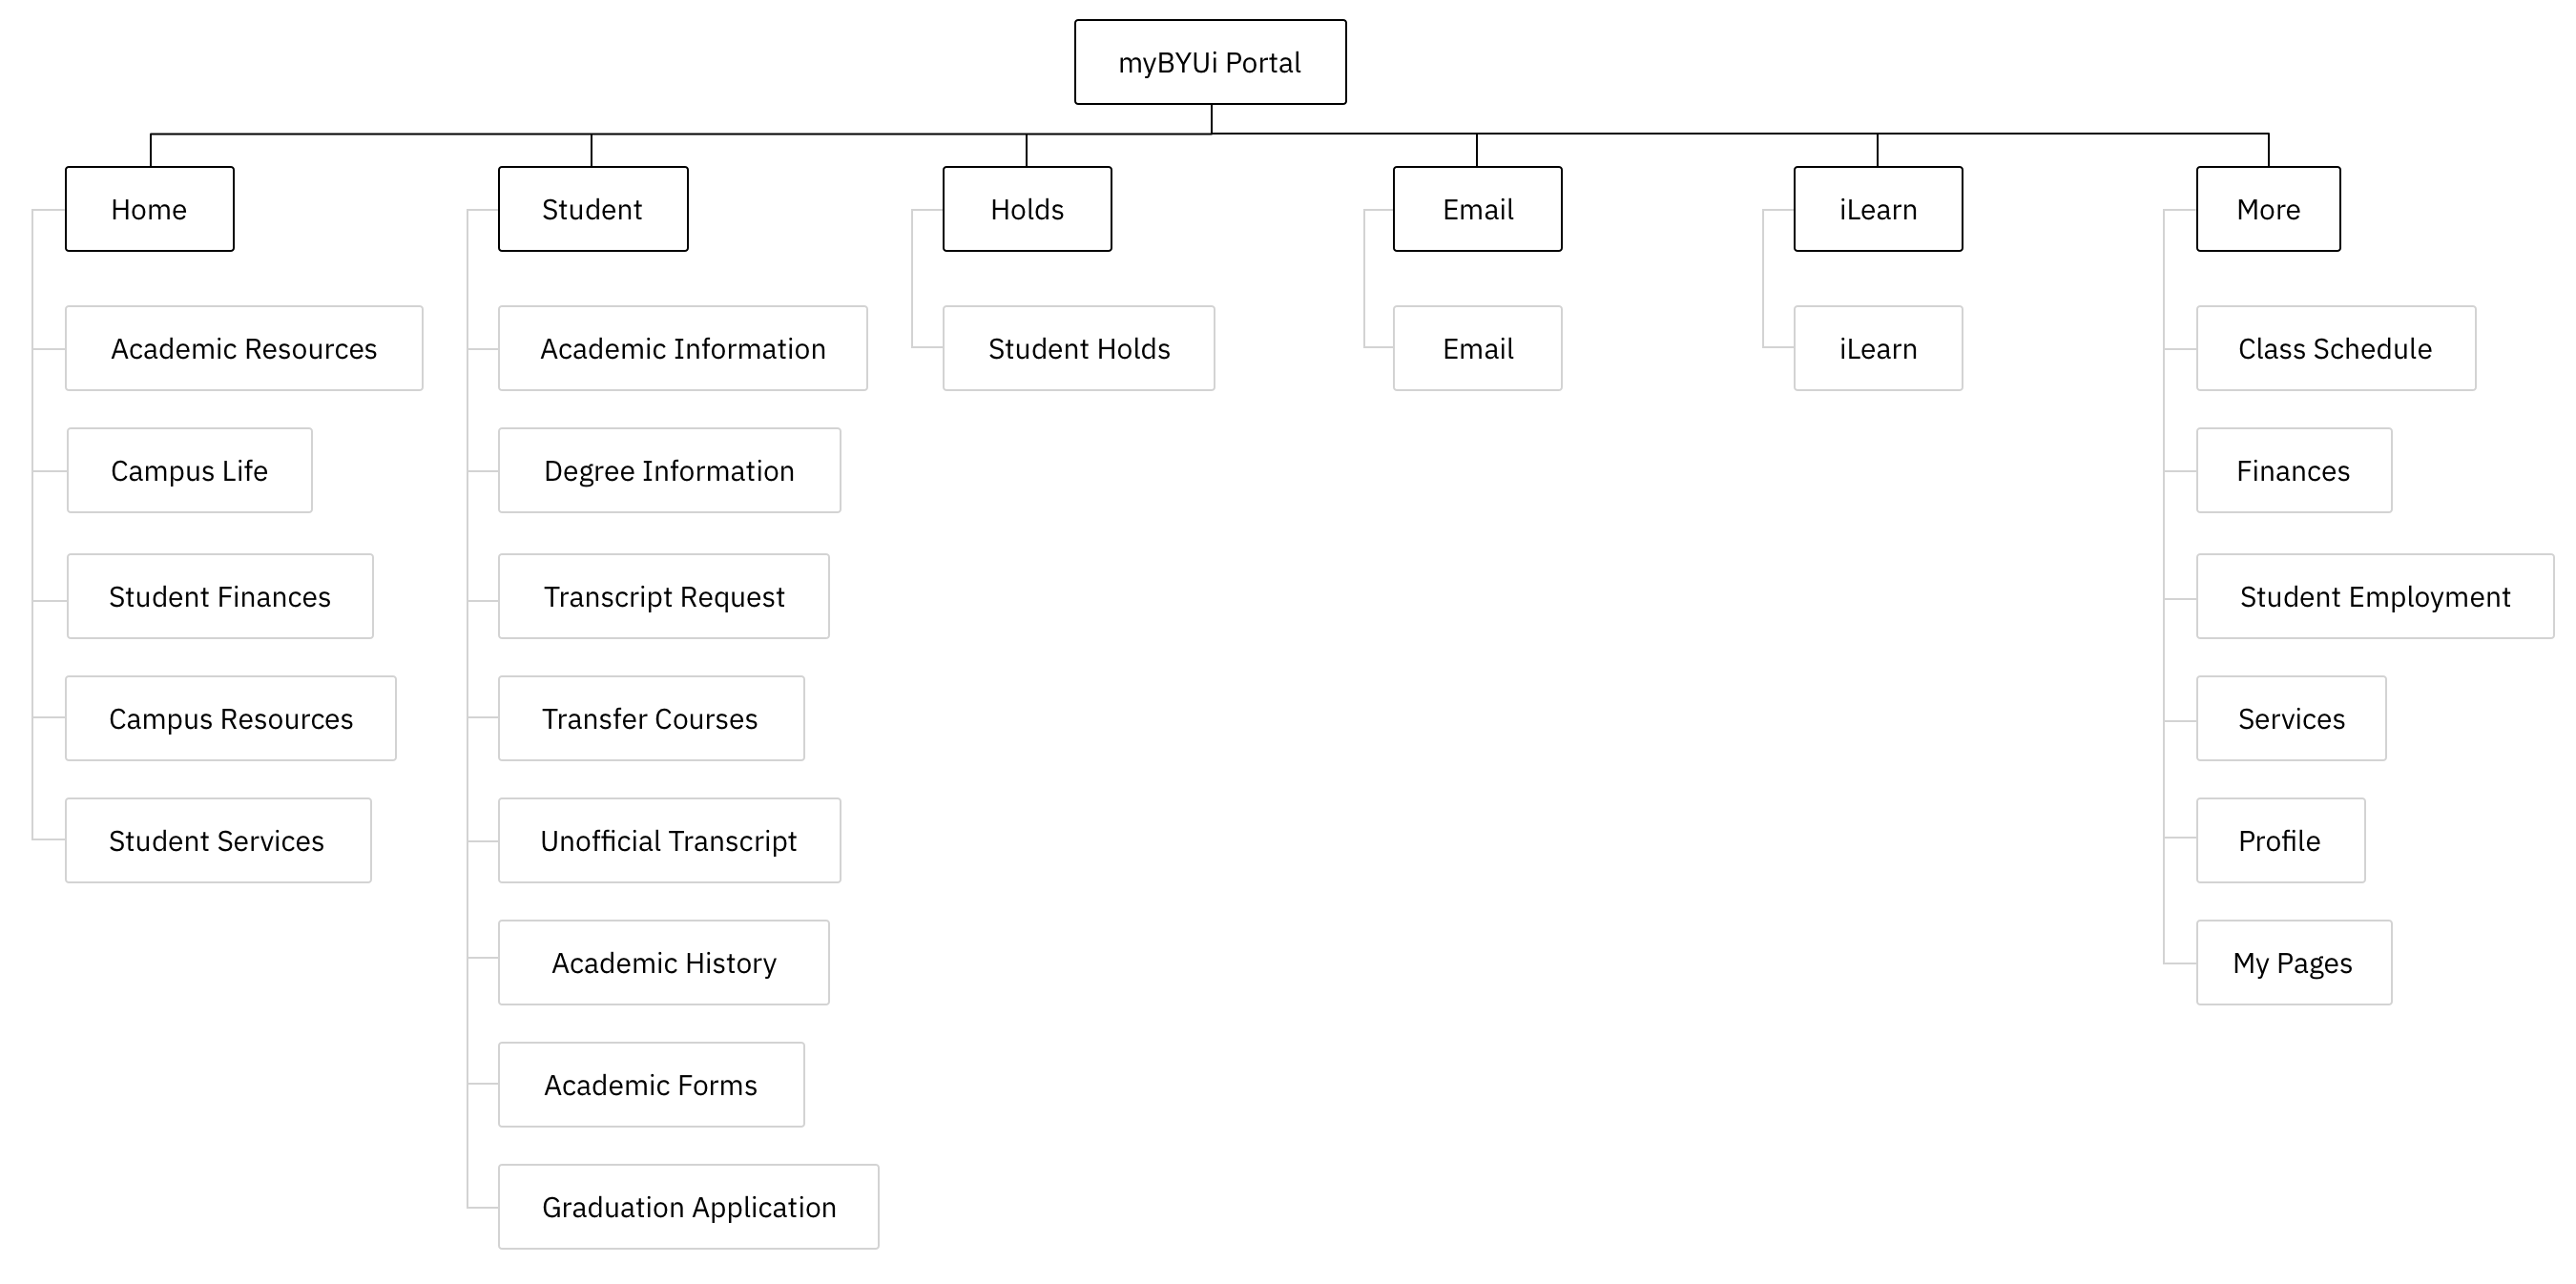 myBYUi Portal
Home
Academic Resources
Campus Life
Student Finances
Campus Resources
Student Services
Student
Academic Information
Degree Information
Transcript Request
Transfer Courses
Unofficial Transcript
Academic History
Academic Forms
Graduation Application
Holds
Student Holds
Email
Email
iLearn
iLearn
More
Class Schedule
Finances
Student Employment
Services
Profile
My Pages